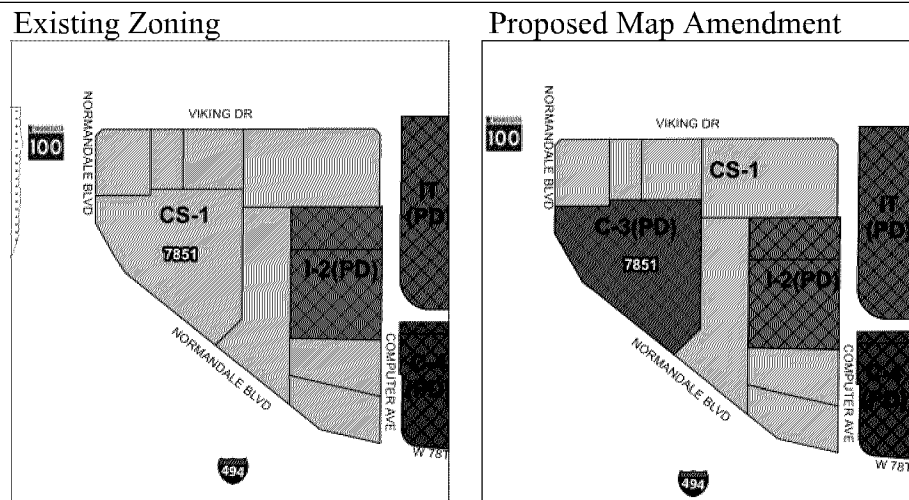 Existing Zoning
VIKING DR
NORMANDALE BLVD
100
IT
(PD)
CS-1
7851
I-2(PD)
NORMANDALE BLVD
COMPUTER AVE
W 78T
494
Proposed Map Amendment
VIKING DR
NORMANDALE BLVD
100
CS-1
IT
(PD)
C-3(PD)
7851
I-2(PD)
NORMANDALE BLVD
COMPUTER AVE
W 78T
494